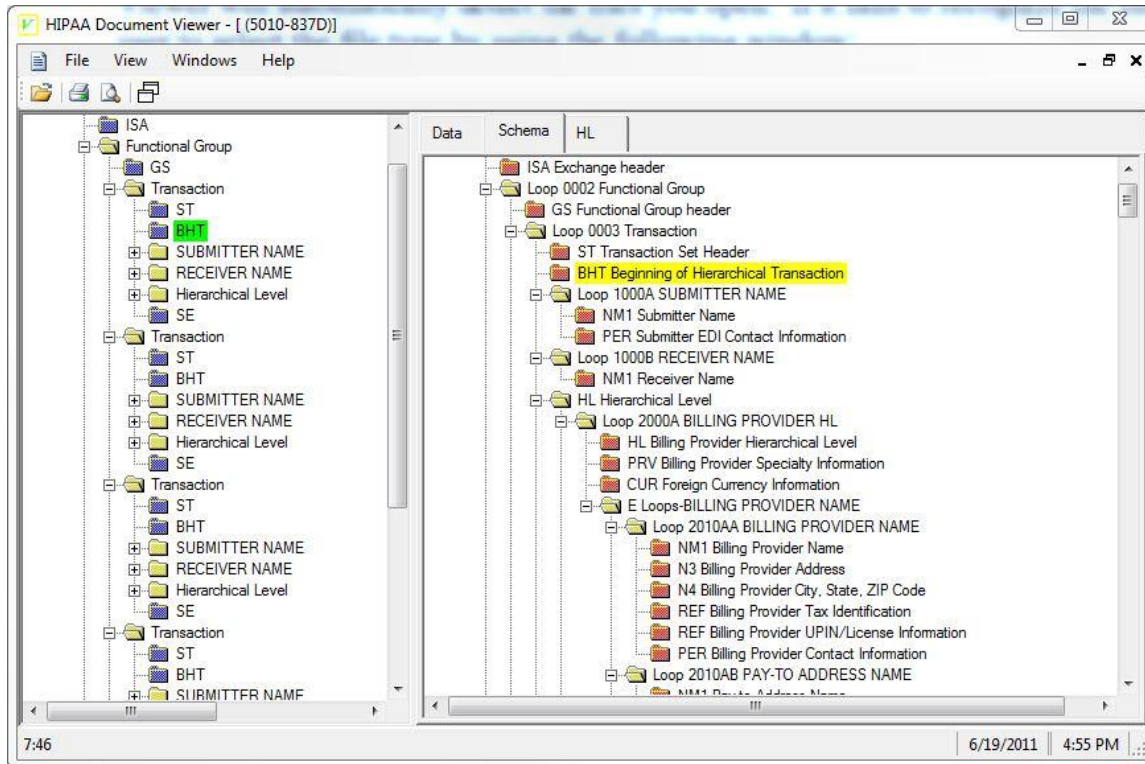 HIPAA Document Viewer - [ (5010-837D)]
File View Windows Help
ISA
Functional Group
GS
Transaction
ST
BHT
SUBMITTER NAME
RECEIVER NAME
Hierarchical Level
SE
Transaction
ST
BHT
SUBMITTER NAME
RECEIVER NAME
Hierarchical Level
SE
Transaction
ST
BHT
SUBMITTER NAME
RECEIVER NAME
Hierarchical Level
SE
Transaction
ST
BHT
SUBMITTER NAME
Data Schema HL
ISA Exchange header
Loop 0002 Functional Group
GS Functional Group header
Loop 0003 Transaction
ST Transaction Set Header
BHT Beginning of Hierarchical Transaction
Loop 1000A SUBMITTER NAME
NM1 Submitter Name
PER Submitter EDI Contact Information
Loop 1000B RECEIVER NAME
NM1 Receiver Name
HL Hierarchical Level
Loop 2000A BILLING PROVIDER HL
HL Billing Provider Hierarchical Level
PRV Billing Provider Specialty Information
CUR Foreign Currency Information
E Loops-BILLING PROVIDER NAME
Loop 2010AA BILLING PROVIDER NAME
NM1 Billing Provider Name
N3 Billing Provider Address
N4 Billing Provider City, State, ZIP Code
REF Billing Provider Tax Identification
REF Billing Provider UPIN/License Information
PER Billing Provider Contact Information
Loop 2010AB PAY-TO ADDRESS NAME
NM1 Pay-to Address Name
7:46 6/19/2011 4:55 PM